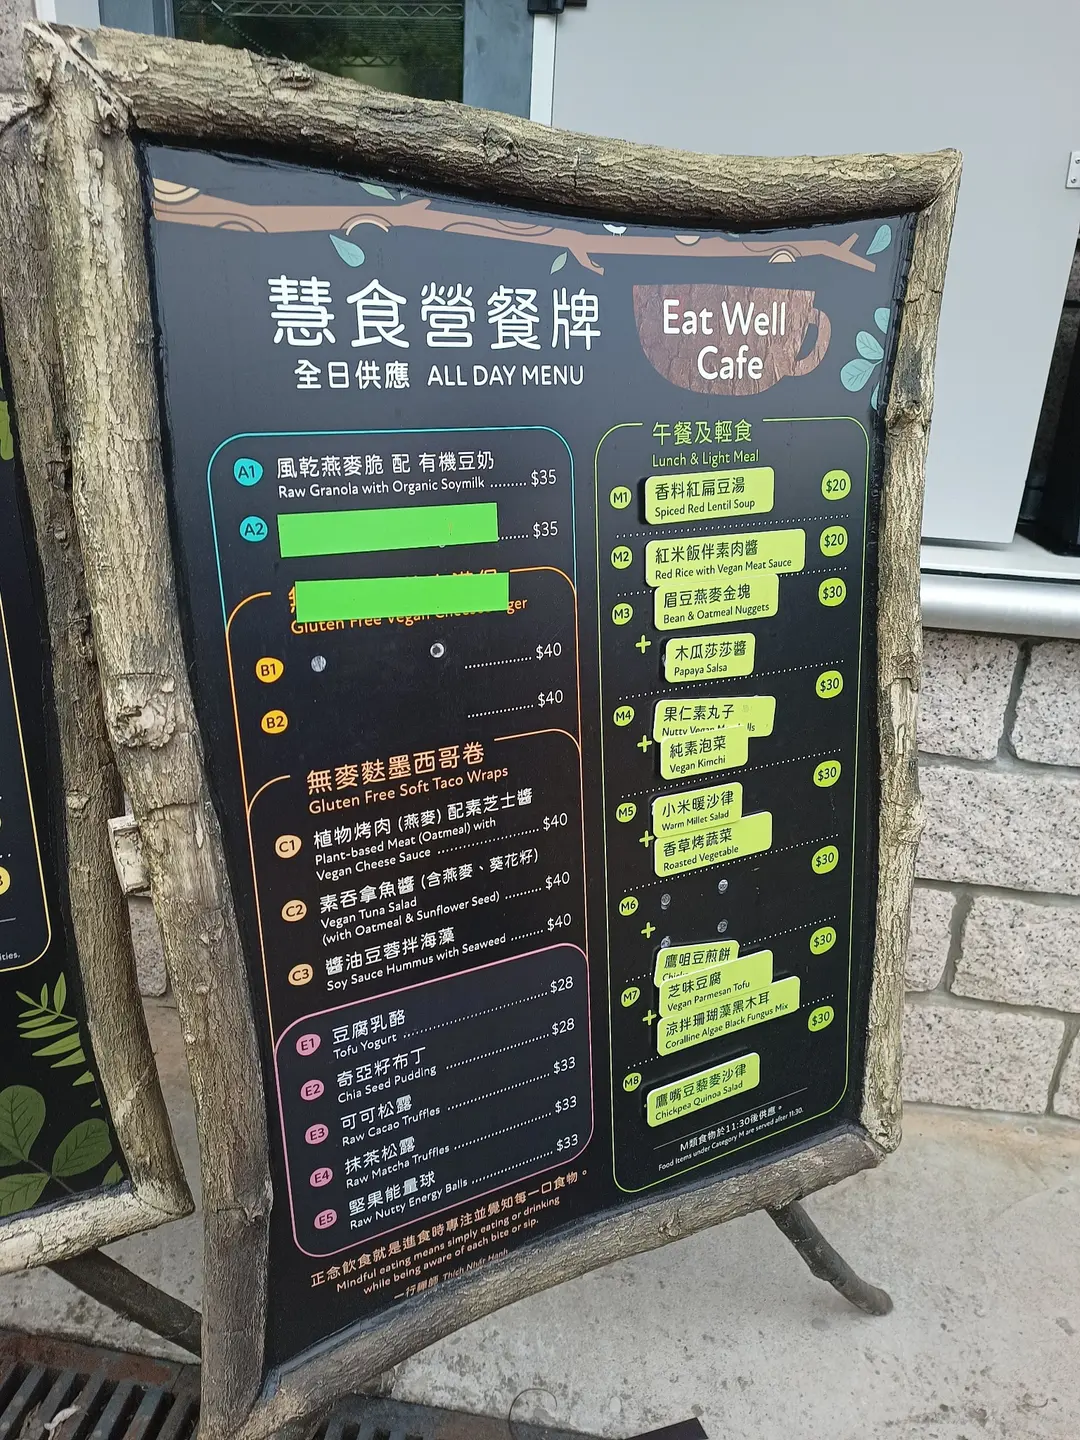 慧食營餐牌
全日供應 ALL DAY MENU
Eat Well
Cafe
A1 風乾燕麥脆 配 有機豆奶
Raw Granola with Organic Soymilk ......... $35
A2 ...... $35
Gluten Free Vegan
B1 ................ $40
B2 ................ $40
無麥麩墨西哥卷
Gluten Free Soft Taco Wraps
C1 植物烤肉 (燕麥) 配素芝士醬
Plant-based Meat (Oatmeal) with
Vegan Cheese Sauce ................ $40
C2 素吞拿魚醬 (含燕麥、葵花籽)
Vegan Tuna Salad
(with Oatmeal & Sunflower Seed) ......... $40
C3 醬油豆蓉拌海藻
Soy Sauce Hummus with Seaweed ........ $40
E1 豆腐乳酪
Tofu Yogurt ................ $28
E2 奇亞籽布丁
Chia Seed Pudding ................ $28
E3 可可松露
Raw Cacao Truffles ................ $33
E4 抹茶松露
Raw Matcha Truffles ................ $33
E5 堅果能量球
Raw Nutty Energy Balls ................ $33
正念飲食就是進食時專注並覺知每一口食物。
Mindful eating means simply eating or drinking
while being aware of each bite or sip.
一行禪師 Thích Nhất Hạnh
午餐及輕食
Lunch & Light Meal
M1 香料紅扁豆湯 $20
Spiced Red Lentil Soup
M2 紅米飯伴素肉醬 $20
Red Rice with Vegan Meat Sauce
M3 眉豆燕麥金塊 $30
Bean & Oatmeal Nuggets
+ 木瓜莎莎醬
Papaya Salsa
M4 果仁素丸子 $30
Nutty Vegan
+ 純素泡菜
Vegan Kimchi
M5 小米暖沙律 $30
Warm Millet Salad
+ 香草烤蔬菜
Roasted Vegetable
M6 $30
+
鷹咀豆煎餅 $30
M7 芝味豆腐
Vegan Parmesan Tofu
+ 涼拌珊瑚藻黑木耳
Coralline Algae Black Fungus Mix
M8 $30
鷹嘴豆藜麥沙律
Chickpea Quinoa Salad
M類食物於11:30後供應。
Food Items under Category M are served after 11:30.
ities.